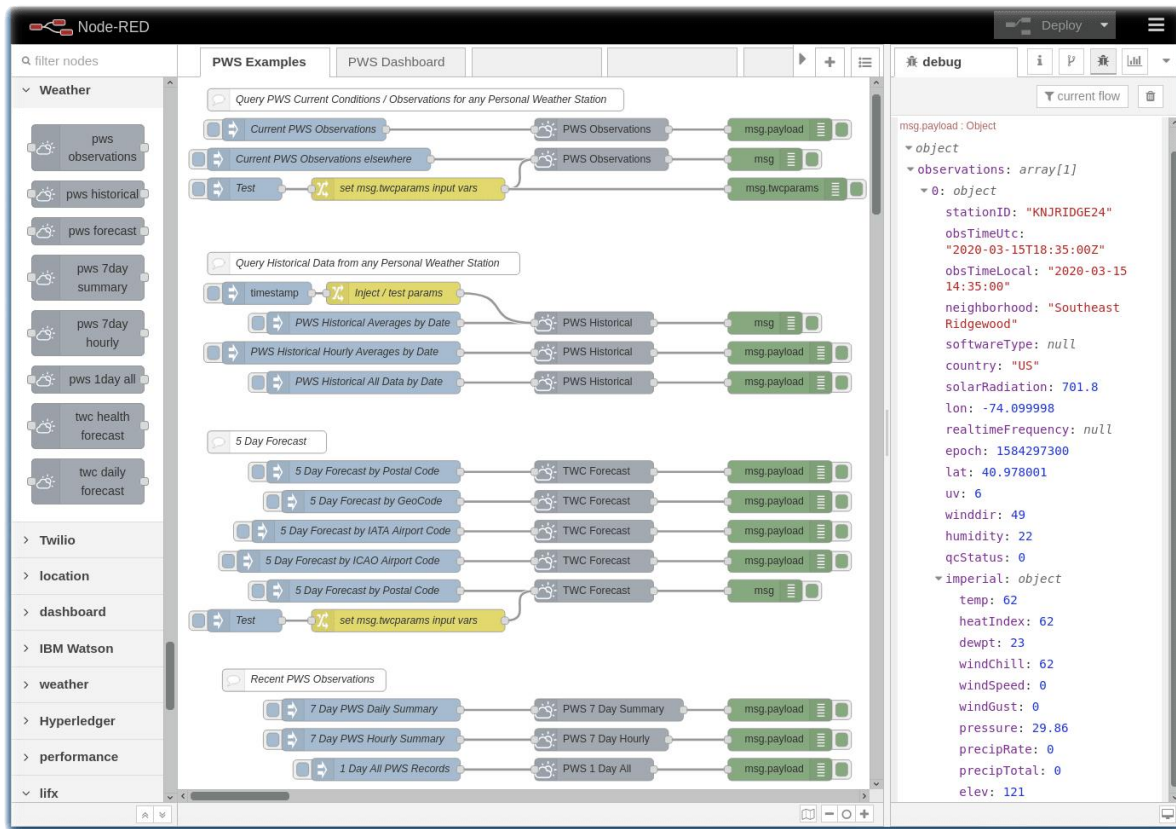 Node-RED
Deploy
filter nodes
Weather
pws
observations
pws historical
pws forecast
pws 7day
summary
pws 7day
hourly
pws 1day all
twc health
forecast
twc daily
forecast
Twilio
location
dashboard
IBM Watson
weather
Hyperledger
performance
lifx
PWS Examples
PWS Dashboard
Query PWS Current Conditions / Observations for any Personal Weather Station
Current PWS Observations
PWS Observations
msg.payload
Current PWS Observations elsewhere
PWS Observations
msg
Test
set msg.twcparams input vars
msg.twcparams
Query Historical Data from any Personal Weather Station
timestamp
Inject / test params
PWS Historical Averages by Date
PWS Historical
msg
PWS Historical Hourly Averages by Date
PWS Historical
msg.payload
PWS Historical All Data by Date
PWS Historical
msg.payload
5 Day Forecast
5 Day Forecast by Postal Code
TWC Forecast
msg.payload
5 Day Forecast by GeoCode
TWC Forecast
msg.payload
5 Day Forecast by IATA Airport Code
TWC Forecast
msg.payload
5 Day Forecast by ICAO Airport Code
TWC Forecast
msg.payload
5 Day Forecast by Postal Code
TWC Forecast
msg
Test
set msg.twcparams input vars
Recent PWS Observations
7 Day PWS Daily Summary
PWS 7 Day Summary
msg.payload
7 Day PWS Hourly Summary
PWS 7 Day Hourly
msg.payload
1 Day All PWS Records
PWS 1 Day All
msg.payload
debug
current flow
msg.payload : Object
object
observations: array[1]
0: object
stationID: "KNJRIDGE24"
obsTimeUtc:
"2020-03-15T18:35:00Z"
obsTimeLocal: "2020-03-15
14:35:00"
neighborhood: "Southeast
Ridgewood"
softwareType: null
country: "US"
solarRadiation: 701.8
lon: -74.099998
realtimeFrequency: null
epoch: 1584297300
lat: 40.978001
uv: 6
winddir: 49
humidity: 22
qcStatus: 0
imperial: object
temp: 62
heatIndex: 62
dewpt: 23
windChill: 62
windSpeed: 0
windGust: 0
pressure: 29.86
precipRate: 0
precipTotal: 0
elev: 121